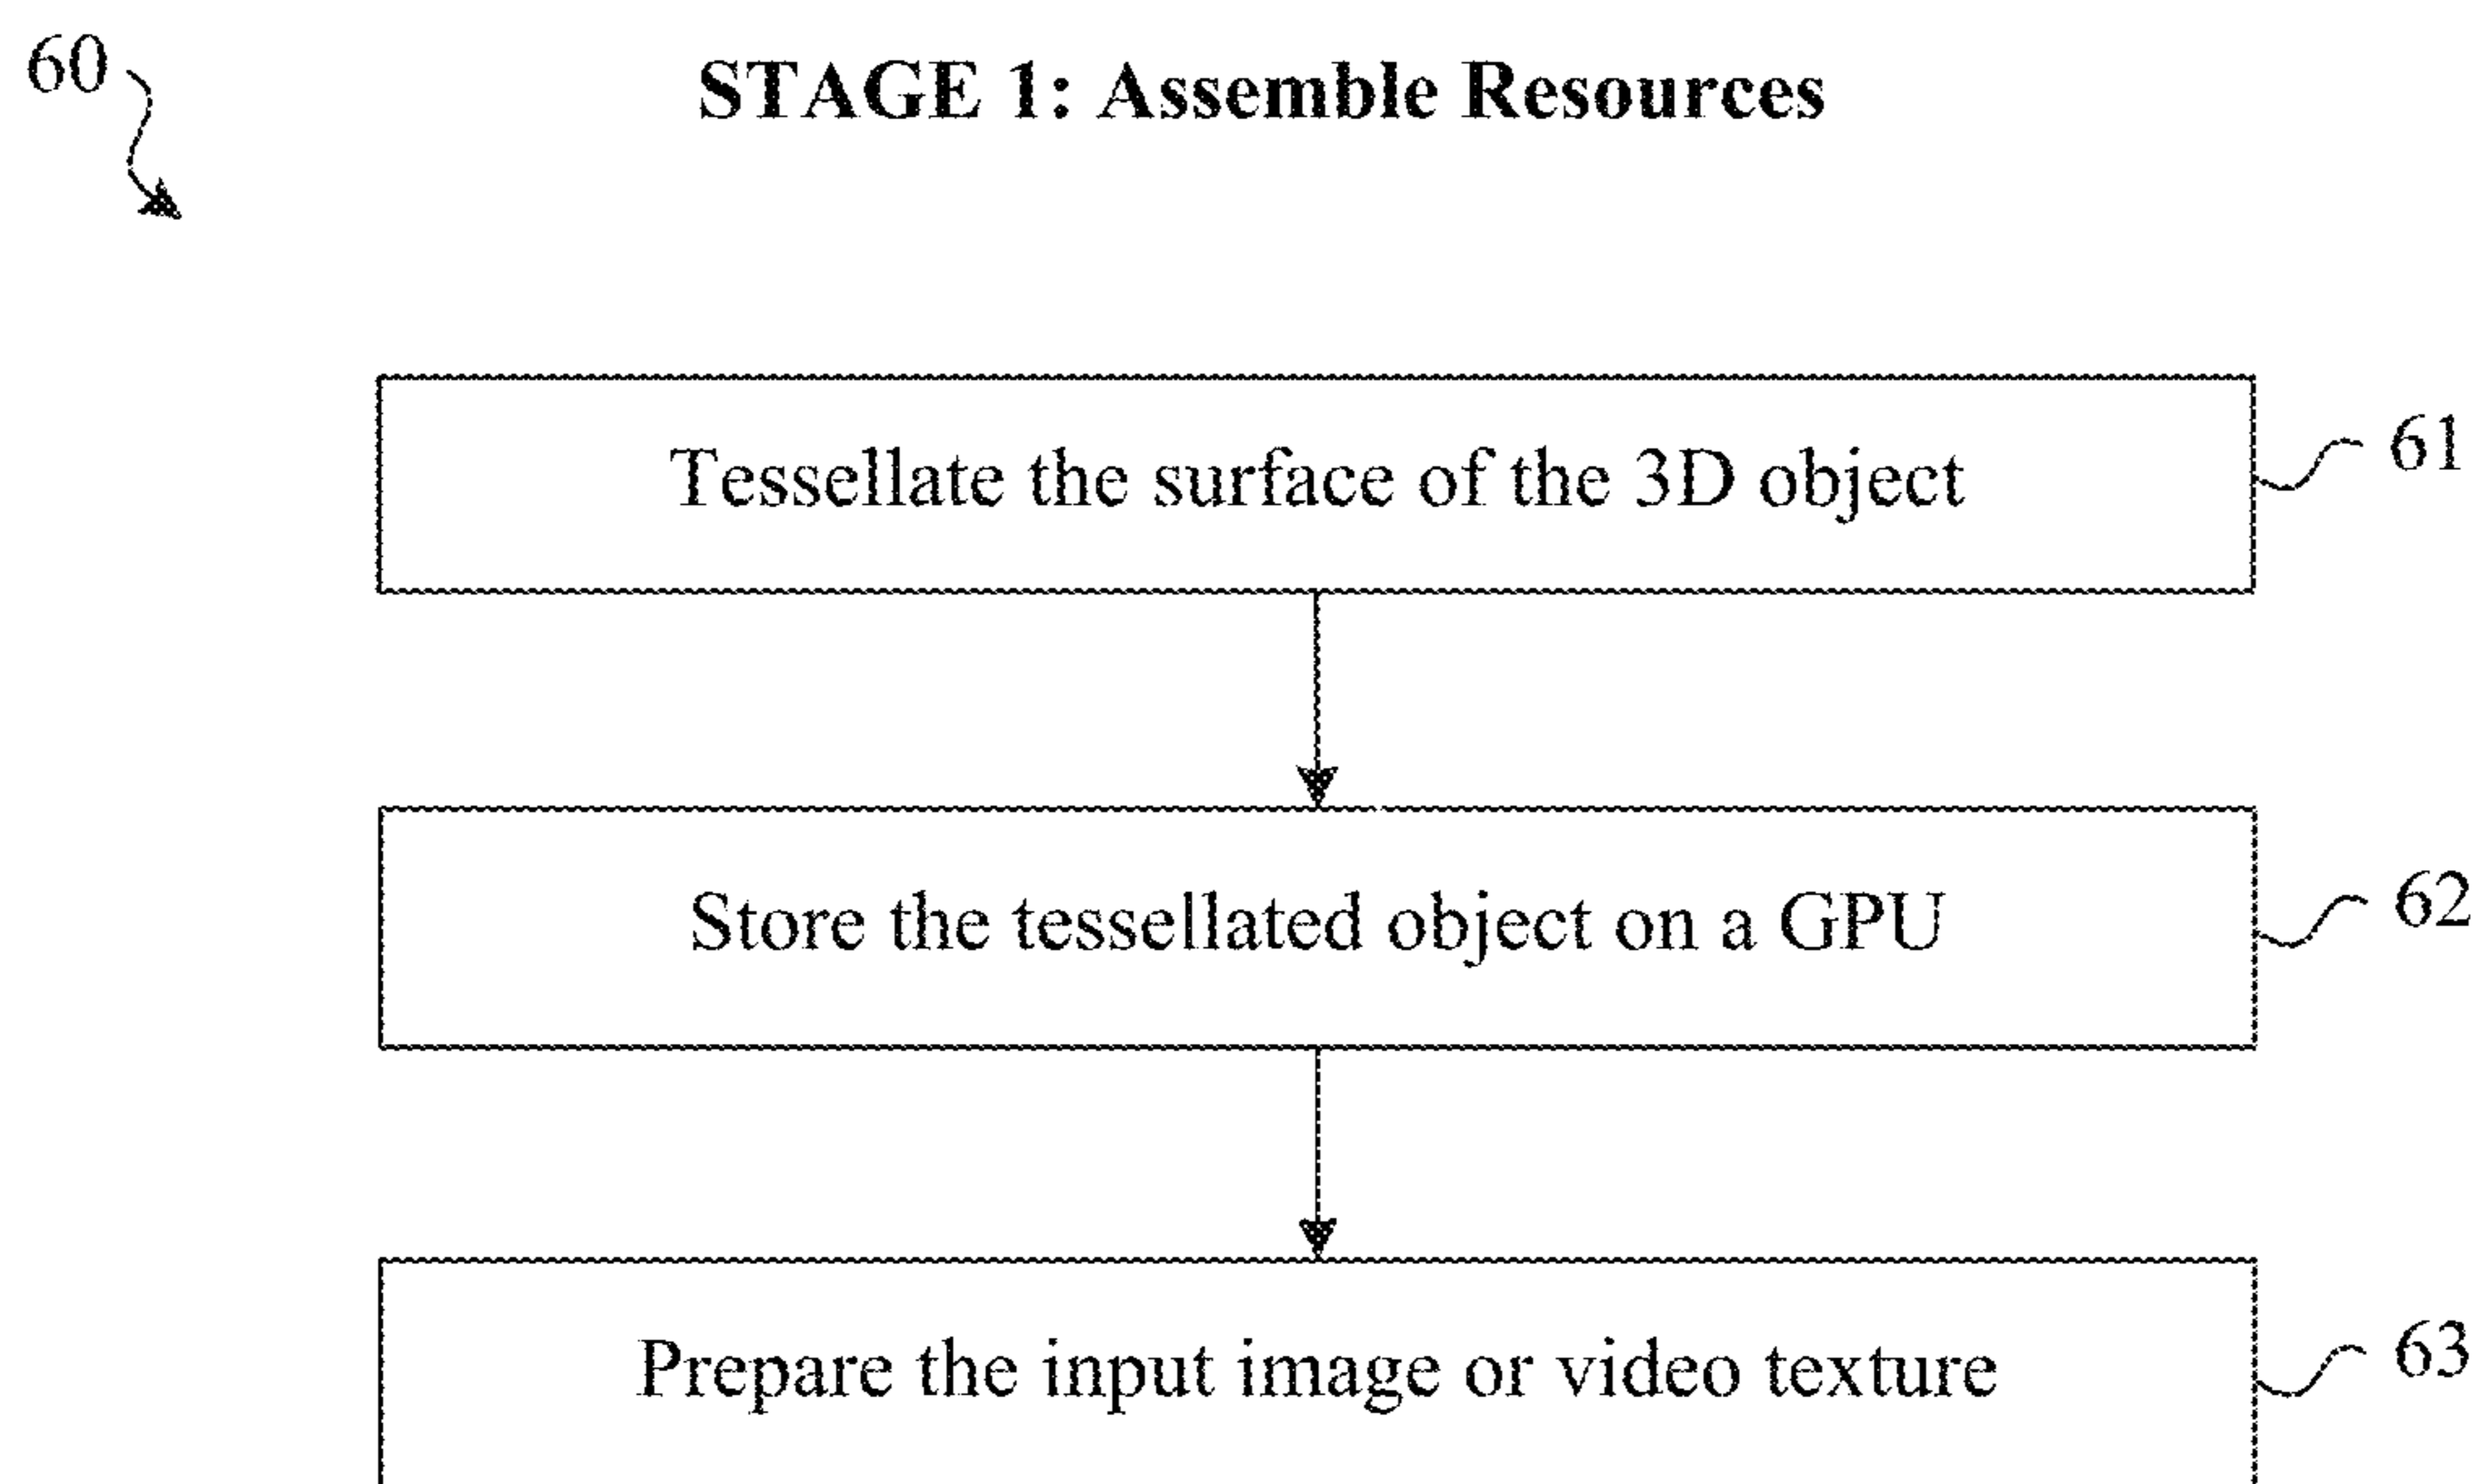 60
STAGE 1: Assemble Resources
Tessellate the surface of the 3D object
61
Store the tessellated object on a GPU
62
Prepare the input image or video texture
63